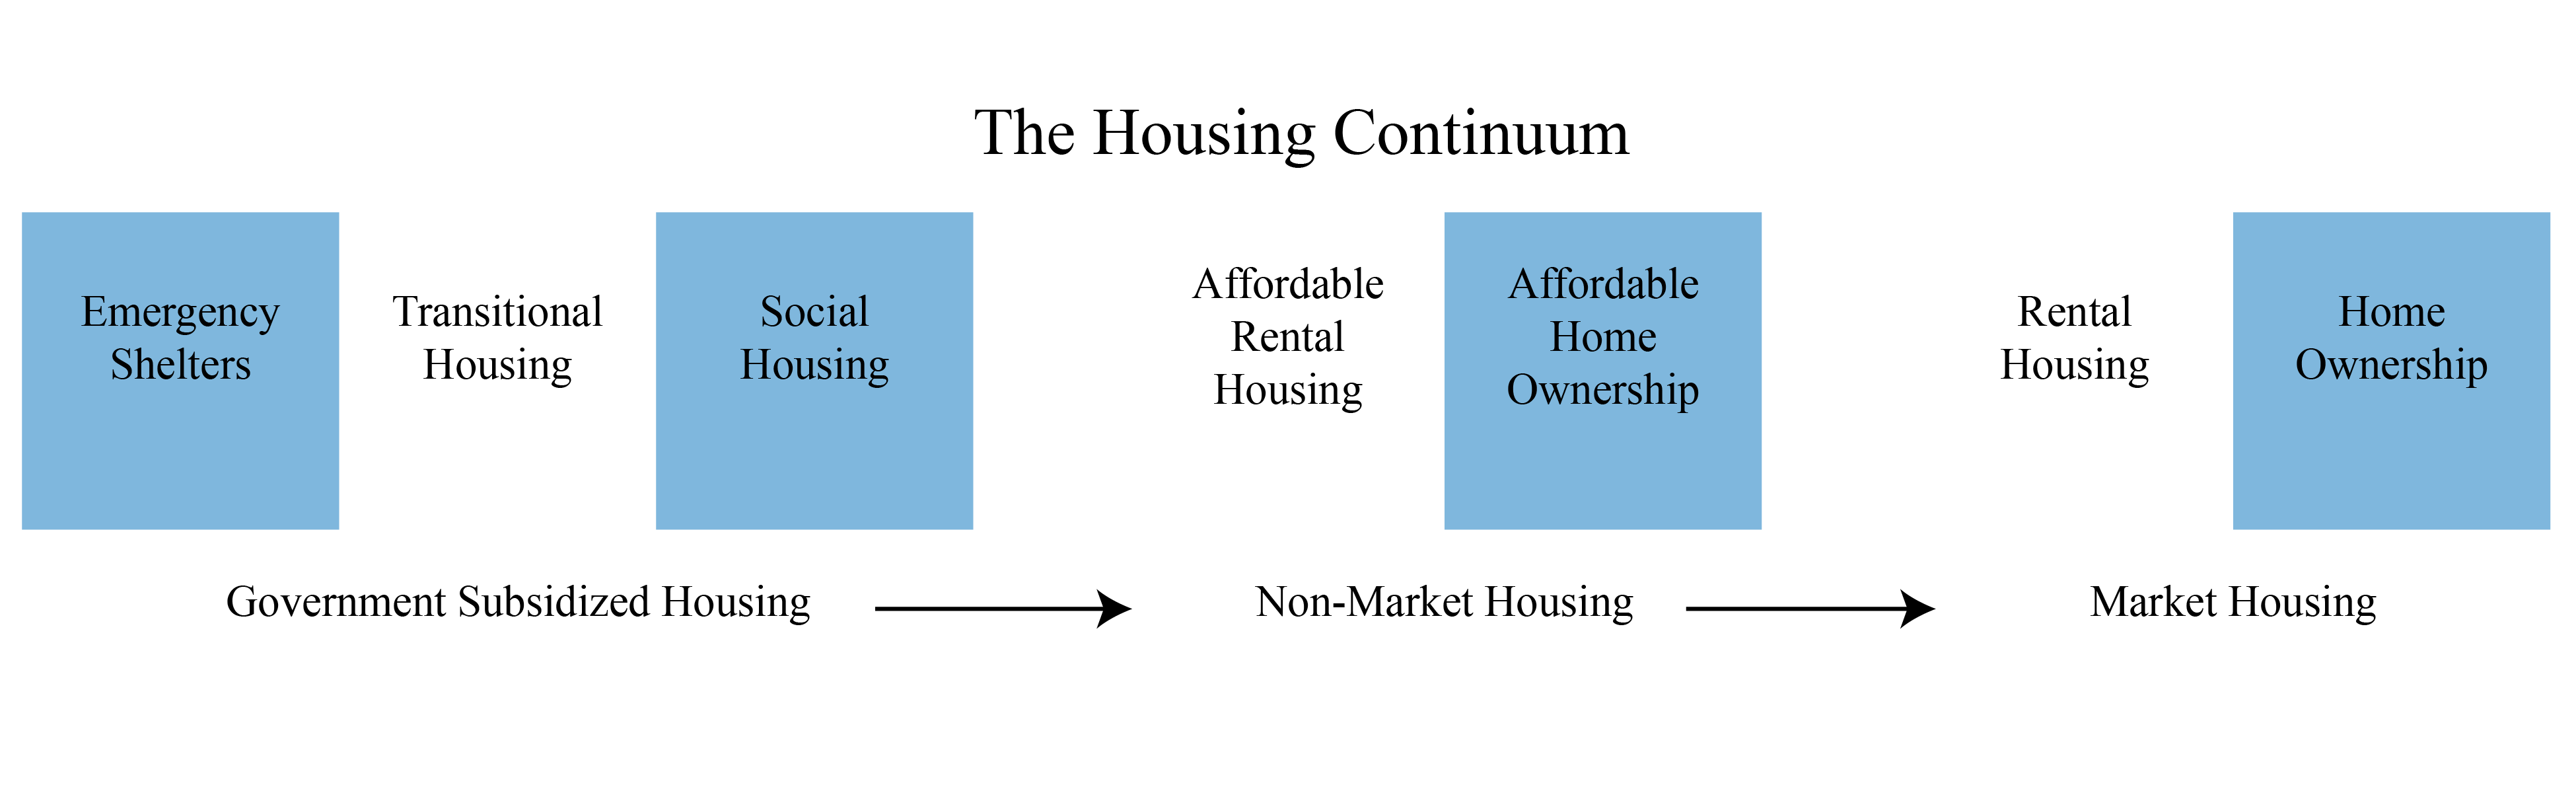 The Housing Continuum
Emergency
Shelters
Transitional
Housing
Social
Housing
Affordable
Rental
Housing
Affordable
Home
Ownership
Rental
Housing
Home
Ownership
Government Subsidized Housing
Non-Market Housing
Market Housing